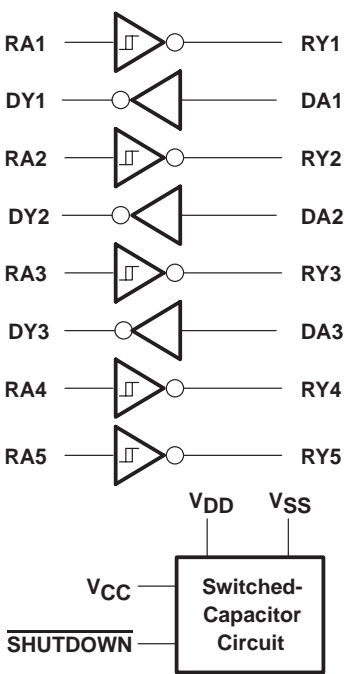 RA1 RY1
DY1 DA1
RA2 RY2
DY2 DA2
RA3 RY3
DY3 DA3
RA4 RY4
RA5 RY5
VDD VSS
VCC
SHUTDOWN
Switched-
Capacitor
Circuit